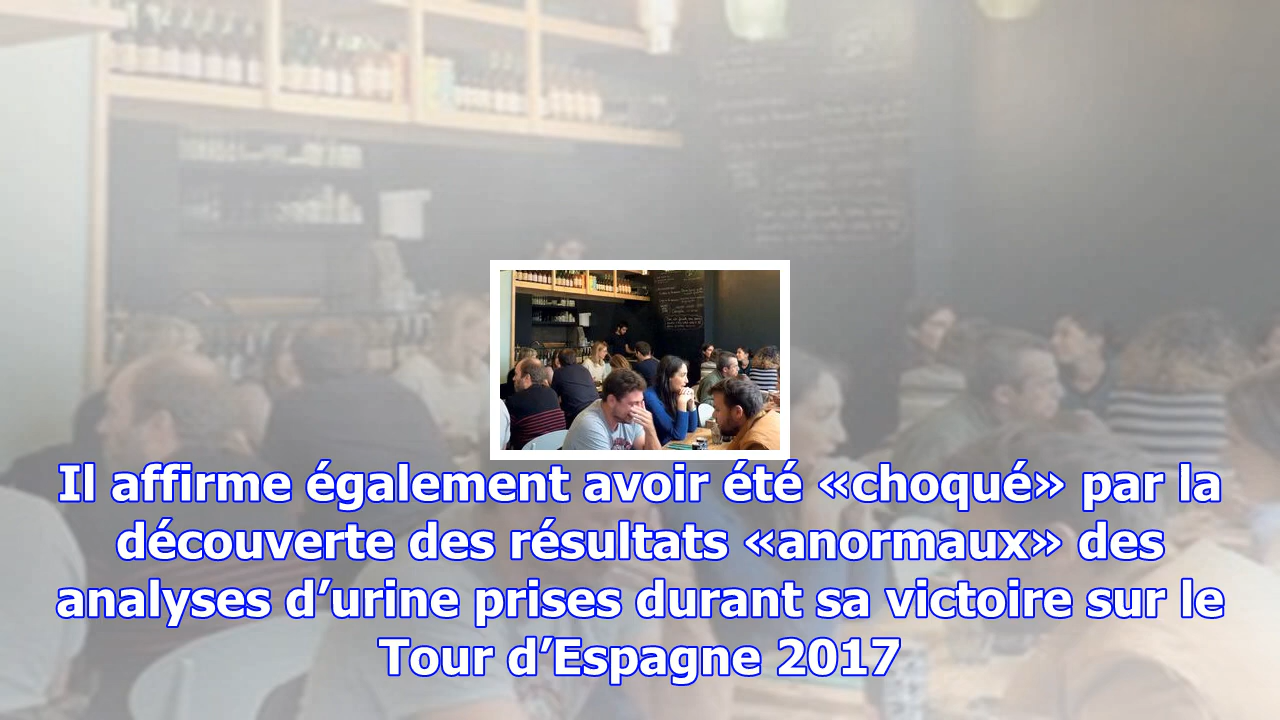 Il affirme également avoir été «choqué» par la
découverte des résultats «anormaux» des
analyses d’urine prises durant sa victoire sur le
Tour d’Espagne 2017